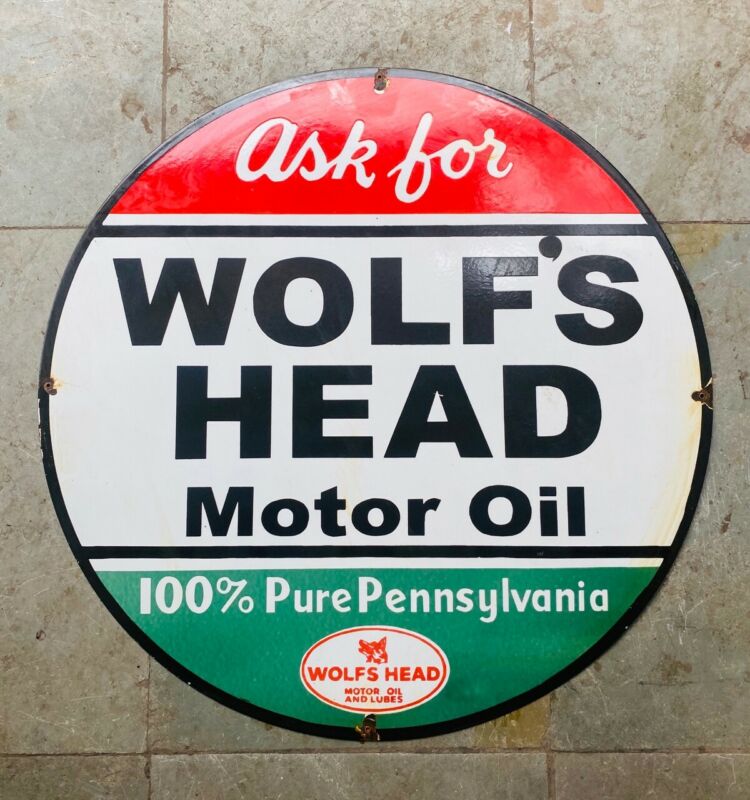 Ask for
WOLF'S
HEAD
Motor Oil
100% Pure Pennsylvania
WOLFS HEAD
MOTOR OIL
AND LUBES